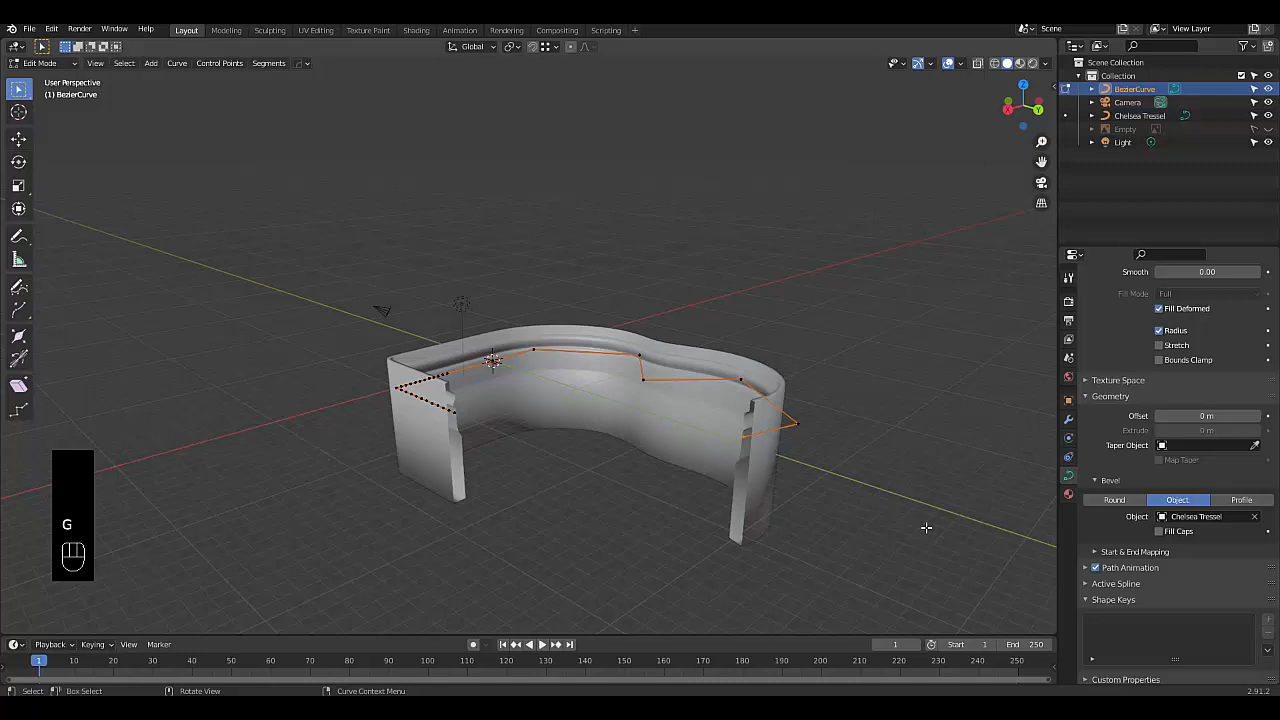 File Edit Render Window Help Layout Modeling Sculpting UV Editing Texture Paint Shading Animation Rendering Compositing Scripting Scene View Layer
Global
Edit Mode View Select Add Curve Control Points Segments
User Perspective
(1) BezierCurve
Z
X
Y
G
Scene Collection
Collection
BezierCurve
Camera
Chelsea Tressel
Empty
Light
Smooth 0.00
Fill Mode Full
Fill Deformed
Radius
Stretch
Bounds Clamp
Texture Space
Geometry
Offset 0 m
Extrude 0 m
Taper Object
Map Taper
Bevel
Round Object Profile
Object Chelsea Tressel
Fill Caps
Start & End Mapping
Path Animation
Active Spline
Shape Keys
Custom Properties
Playback Keying View Marker 1 Start 1 End 250
1 10 20 30 40 50 60 70 80 90 100 110 120 130 140 150 160 170 180 190 200 210 220 230 240 250
Select Box Select Rotate View Curve Context Menu 2.91.2